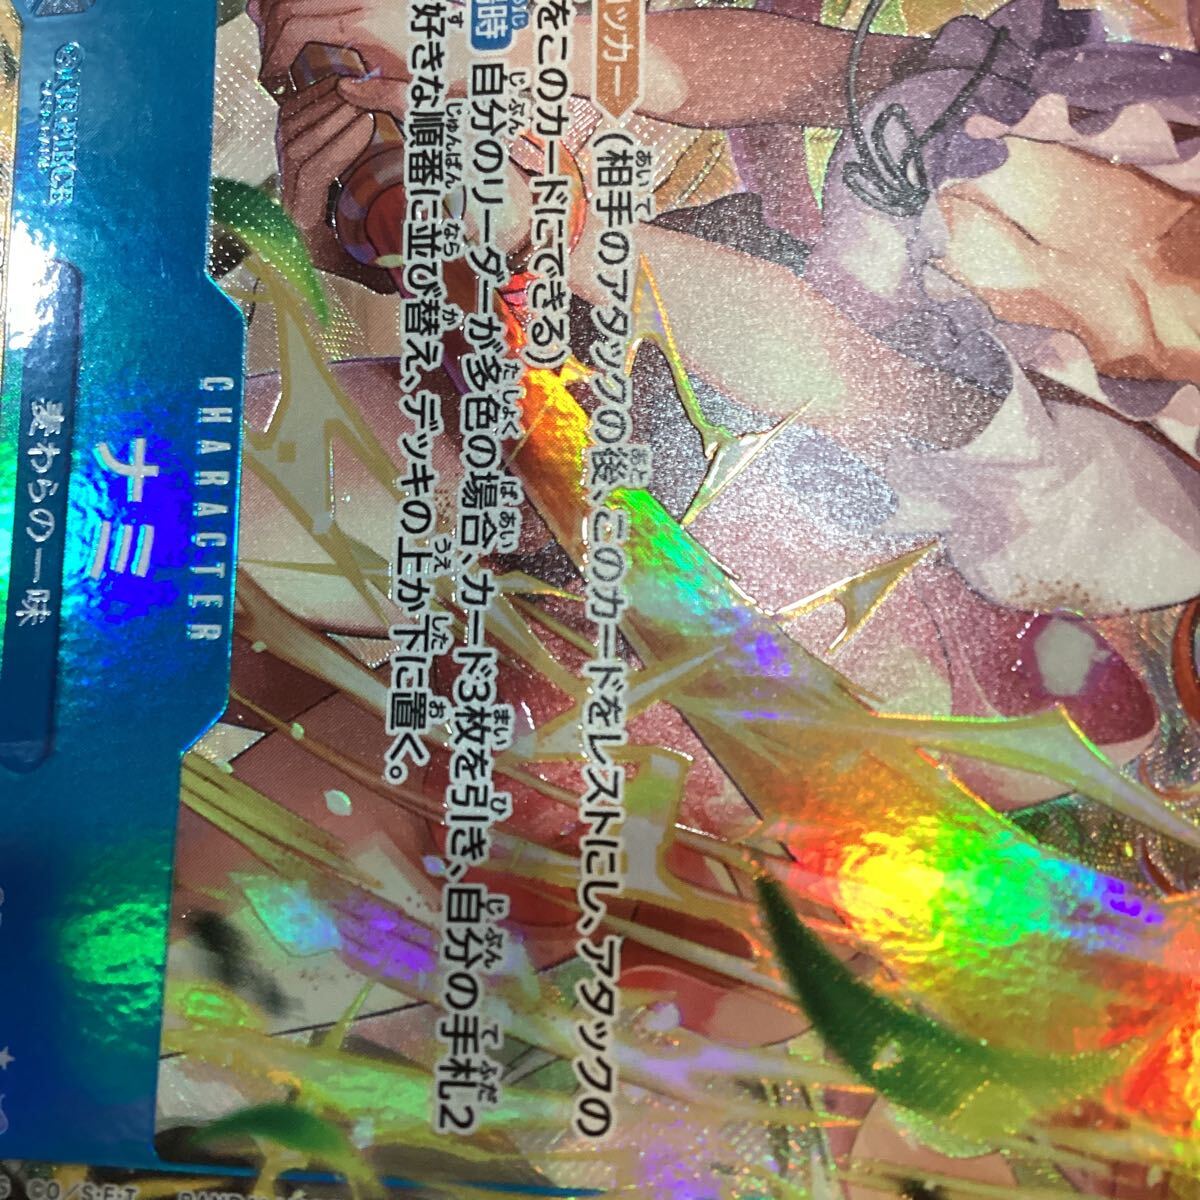 ッカー (相手のアタックの後、このカードをレストにし、アタックの
をこのカードにできる)
時 自分のリーダーが多色の場合、カード3枚を引き、自分の手札2
好きな順番に並び替え、デッキの上か下に置く。
CHARACTER
ナミ
麦わらの一味
ONE PIECE
CARD GAME
©O/S・F・T